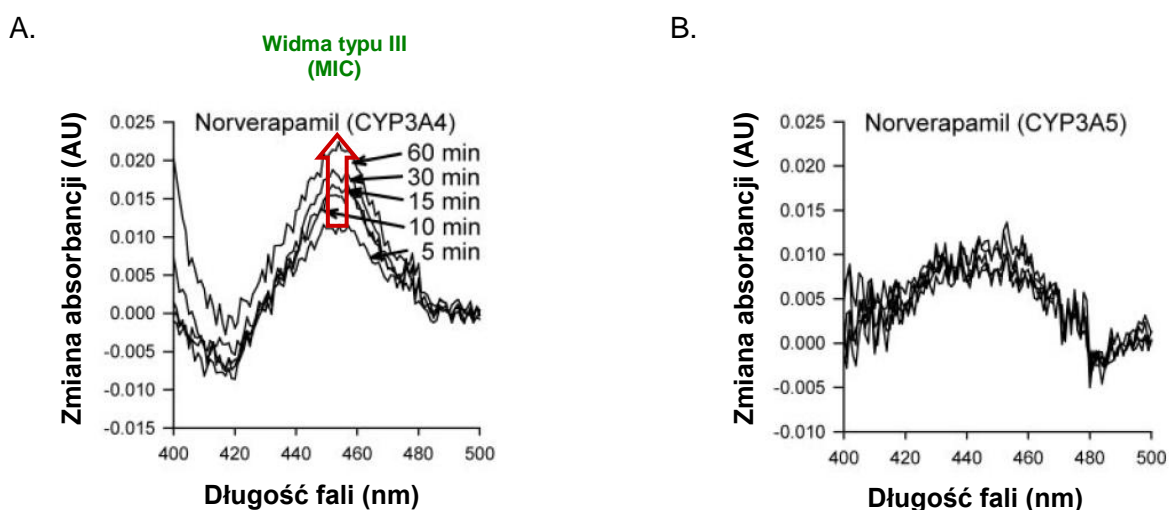 A.
Widma typu III
(MIC)
Norverapamil (CYP3A4)
Zmiana absorbancji (AU)
0.025
0.020
0.015
0.010
0.005
0.000
-0.005
-0.010
-0.015
60 min
30 min
15 min
10 min
5 min
400 420 440 460 480 500
Długość fali (nm)
B.
Norverapamil (CYP3A5)
Zmiana absorbancji (AU)
0.025
0.020
0.015
0.010
0.005
0.000
-0.005
-0.010
400 420 440 460 480 500
Długość fali (nm)